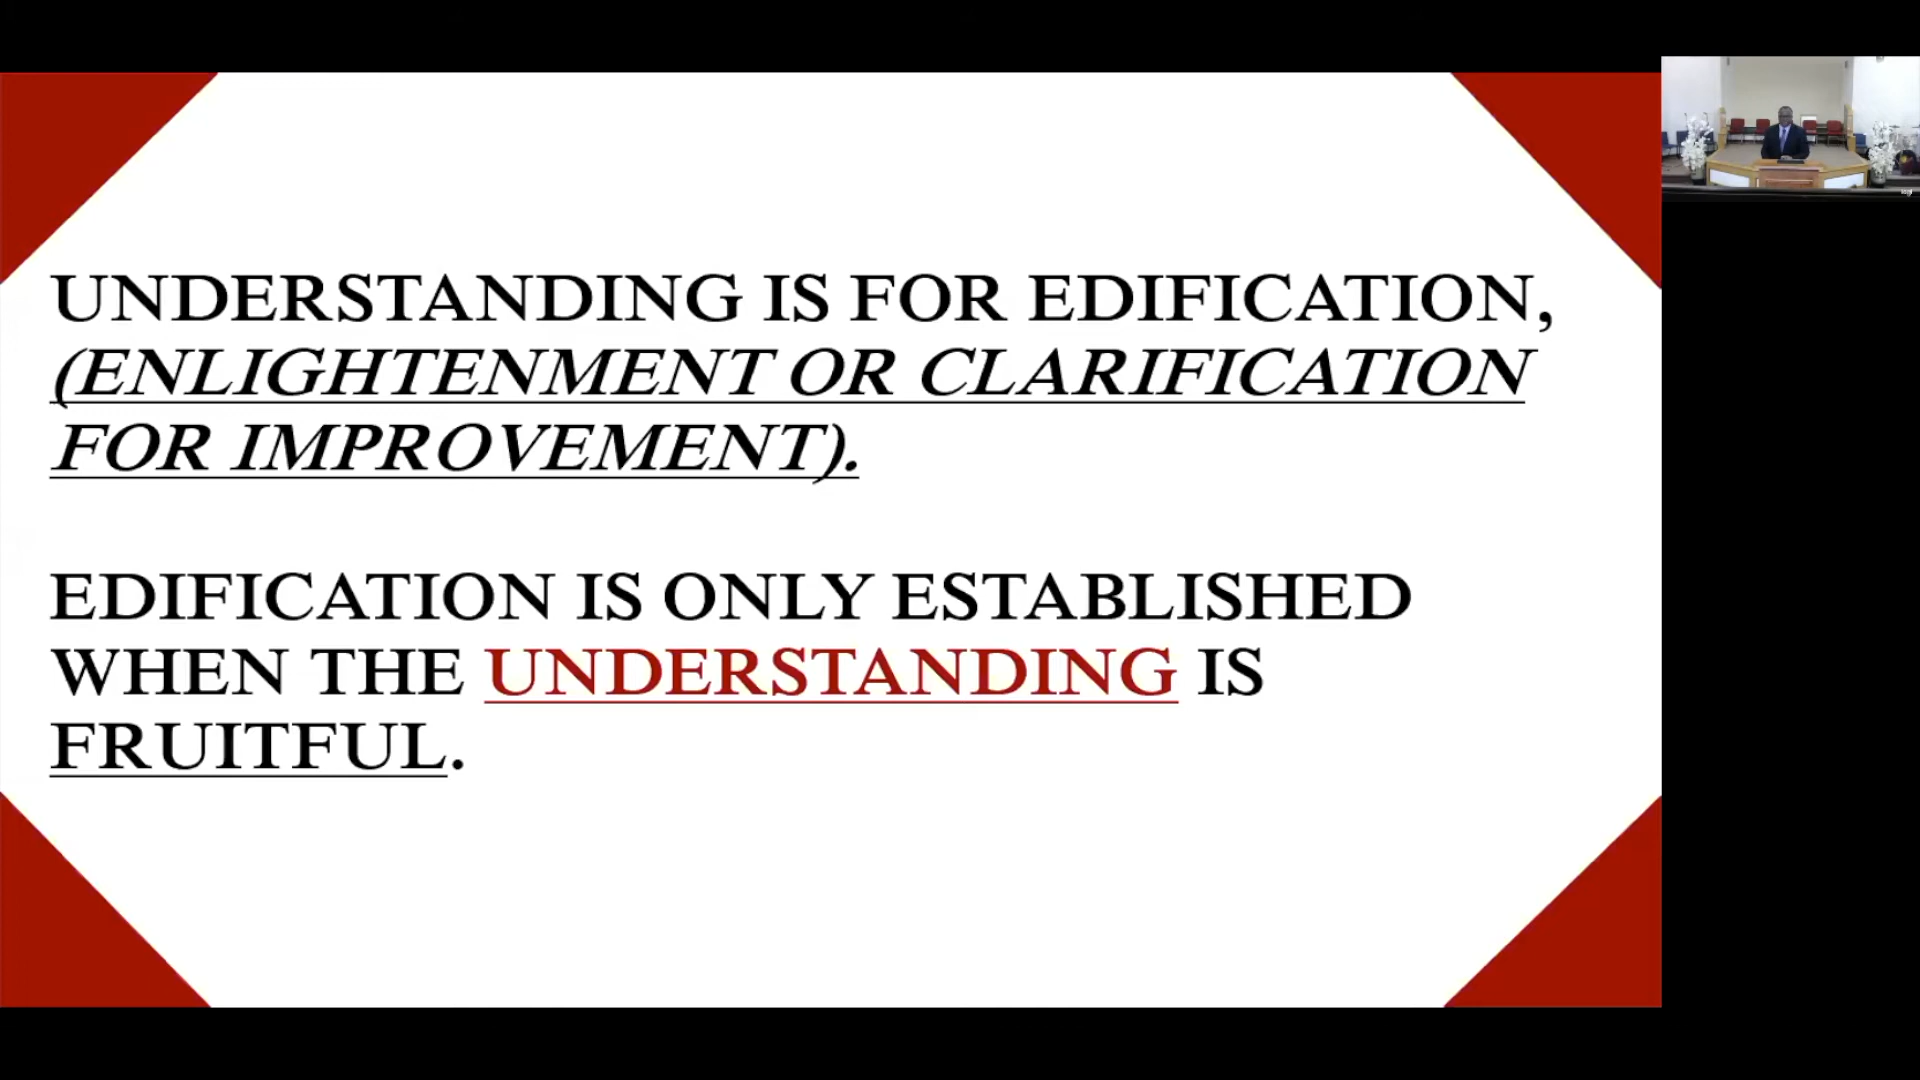 UNDERSTANDING IS FOR EDIFICATION,
(ENLIGHTENMENT OR CLARIFICATION
FOR IMPROVEMENT).
EDIFICATION IS ONLY ESTABLISHED
WHEN THE UNDERSTANDING IS
FRUITFUL.